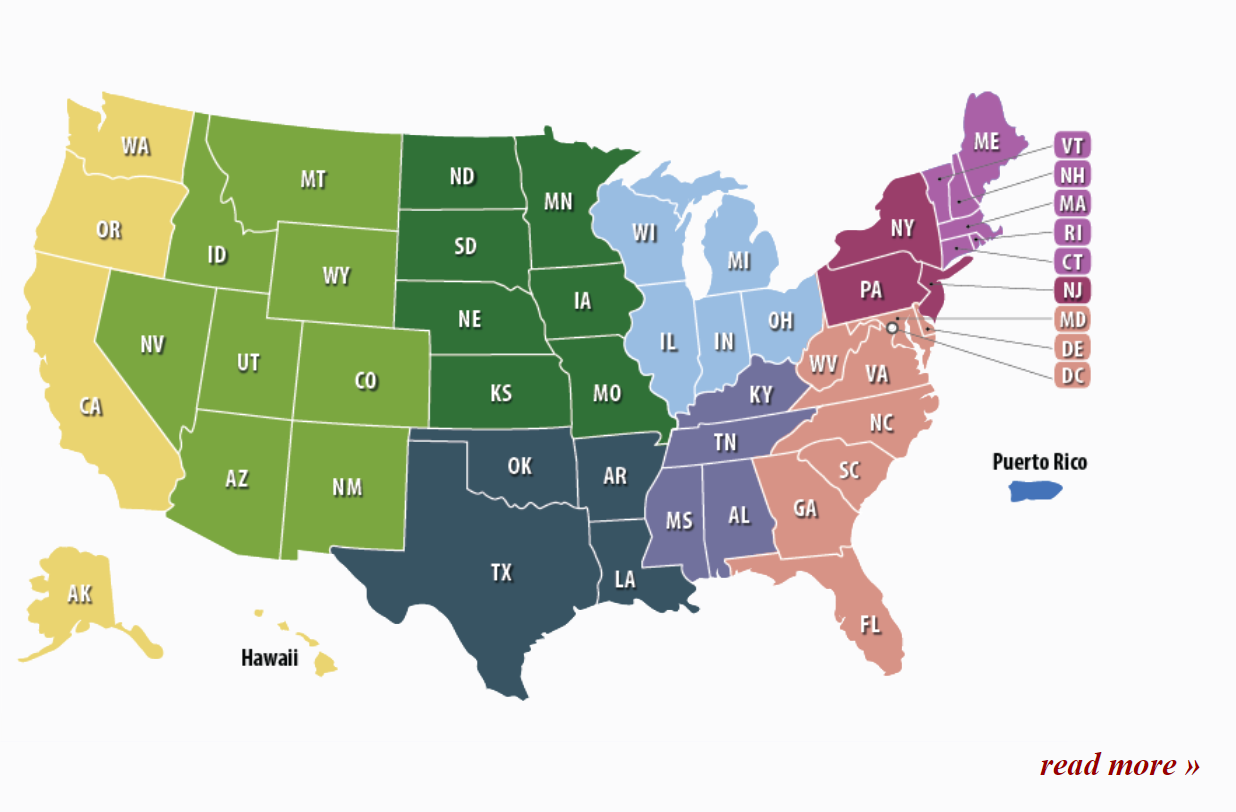 WA
MT
ND
MN
ME
VT
NH
MA
RI
CT
NJ
MD
DE
DC
OR
ID
WY
SD
WI
MI
NY
PA
NV
UT
CO
NE
IA
IL
IN
OH
WV
VA
CA
KS
MO
KY
NC
AZ
NM
OK
AR
TN
SC
MS
AL
GA
TX
LA
FL
Puerto Rico
AK
Hawaii
read more »